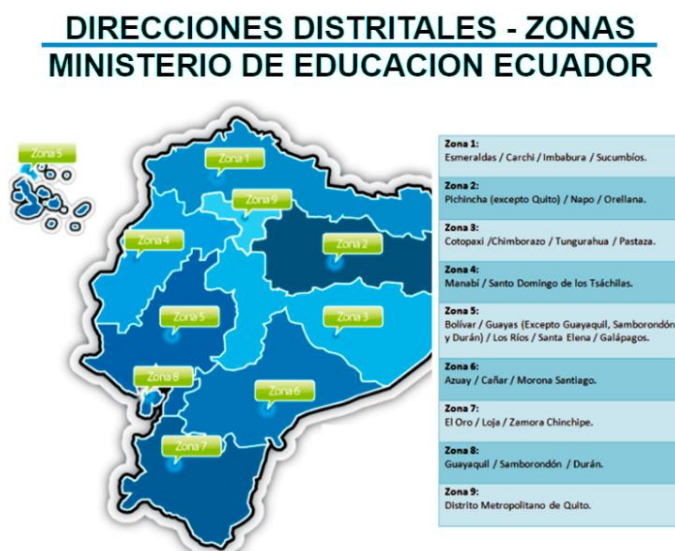 DIRECCIONES DISTRITALES - ZONAS
MINISTERIO DE EDUCACION ECUADOR
Zona 5
Zona 1
Zona 9
Zona 4
Zona 2
Zona 5
Zona 3
Zona 8
Zona 6
Zona 7
Zona 1:
Esmeraldas / Carchi / Imbabura / Sucumbíos.
Zona 2:
Pichincha (excepto Quito) / Napo / Orellana.
Zona 3:
Cotopaxi /Chimborazo / Tungurahua / Pastaza.
Zona 4:
Manabí / Santo Domingo de los Tsáchilas.
Zona 5:
Bolívar / Guayas (Excepto Guayaquil, Samborondón
y Durán) / Los Ríos / Santa Elena / Galápagos.
Zona 6:
Azuay / Cañar / Morona Santiago.
Zona 7:
El Oro / Loja / Zamora Chinchipe.
Zona 8:
Guayaquil / Samborondón / Durán.
Zona 9:
Distrito Metropolitano de Quito.